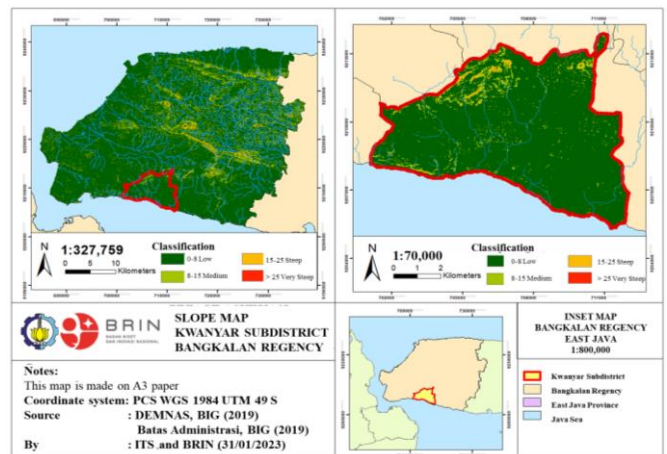 1:327,759
0 5 10
Kilometers
N
Classification
0-8 Low
15-25 Steep
8-15 Medium
> 25 Very Steep
N
1:70,000
0 1 2
Kilometers
Classification
0-8 Low
15-25 Steep
8-15 Medium
> 25 Very Steep
BRIN
BADAN RISET
DAN INOVASI NASIONAL
SLOPE MAP
KWANYAR SUBDISTRICT
BANGKALAN REGENCY
Notes:
This map is made on A3 paper
Coordinate system: PCS WGS 1984 UTM 49 S
Source : DEMNAS, BIG (2019)
Batas Administrasi, BIG (2019)
By : ITS and BRIN (31/01/2023)
INSET MAP
BANGKALAN REGENCY
EAST JAVA
1:800,000
Kwanyar Subdistrict
Bangkalan Regency
East Java Province
Java Sea